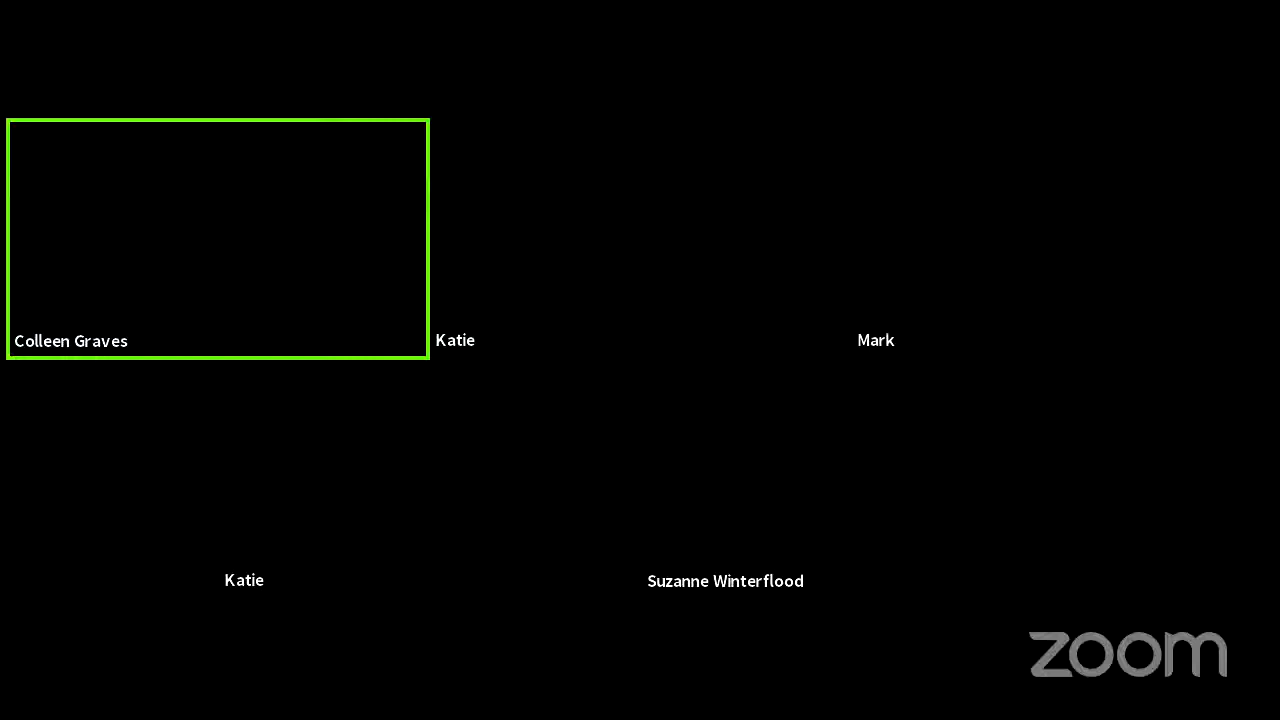 Colleen Graves
Katie
Mark
Katie
Suzanne Winterflood
zoom